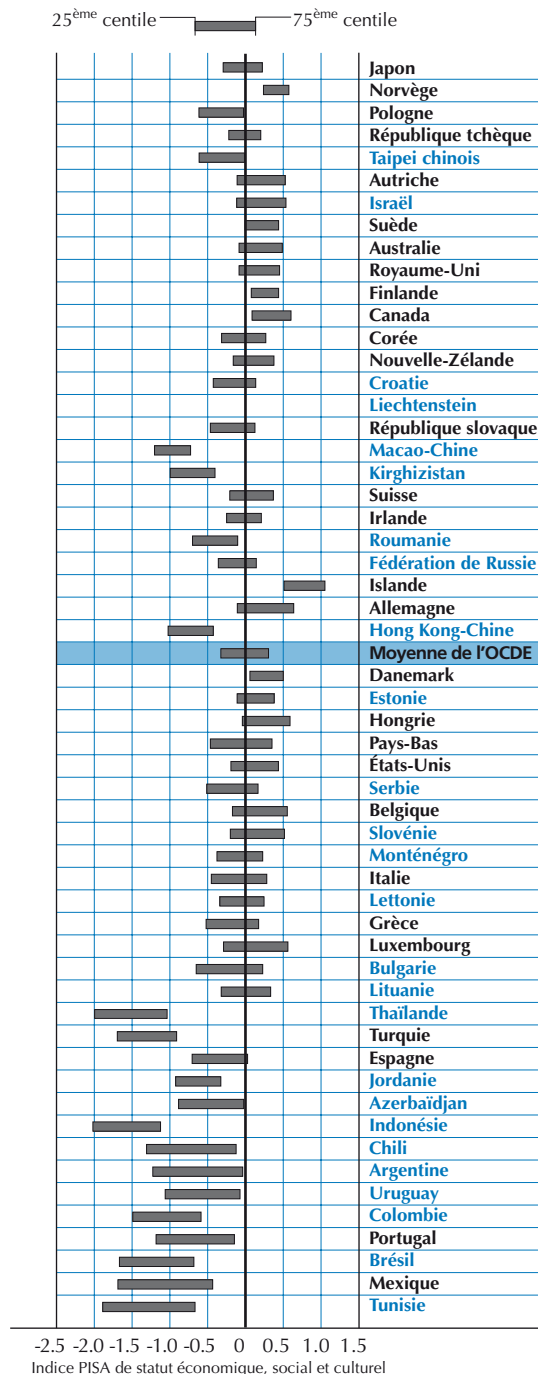 25ème centile 75ème centile
Japon
Norvège
Pologne
République tchèque
Taipei chinois
Autriche
Israël
Suède
Australie
Royaume-Uni
Finlande
Canada
Corée
Nouvelle-Zélande
Croatie
Liechtenstein
République slovaque
Macao-Chine
Kirghizistan
Suisse
Irlande
Roumanie
Fédération de Russie
Islande
Allemagne
Hong Kong-Chine
Moyenne de l'OCDE
Danemark
Estonie
Hongrie
Pays-Bas
États-Unis
Serbie
Belgique
Slovénie
Monténégro
Italie
Lettonie
Grèce
Luxembourg
Bulgarie
Lituanie
Thaïlande
Turquie
Espagne
Jordanie
Azerbaïdjan
Indonésie
Chili
Argentine
Uruguay
Colombie
Portugal
Brésil
Mexique
Tunisie
-2.5 -2.0 -1.5 -1.0 -0.5 0 0.5 1.0 1.5
Indice PISA de statut économique, social et culturel